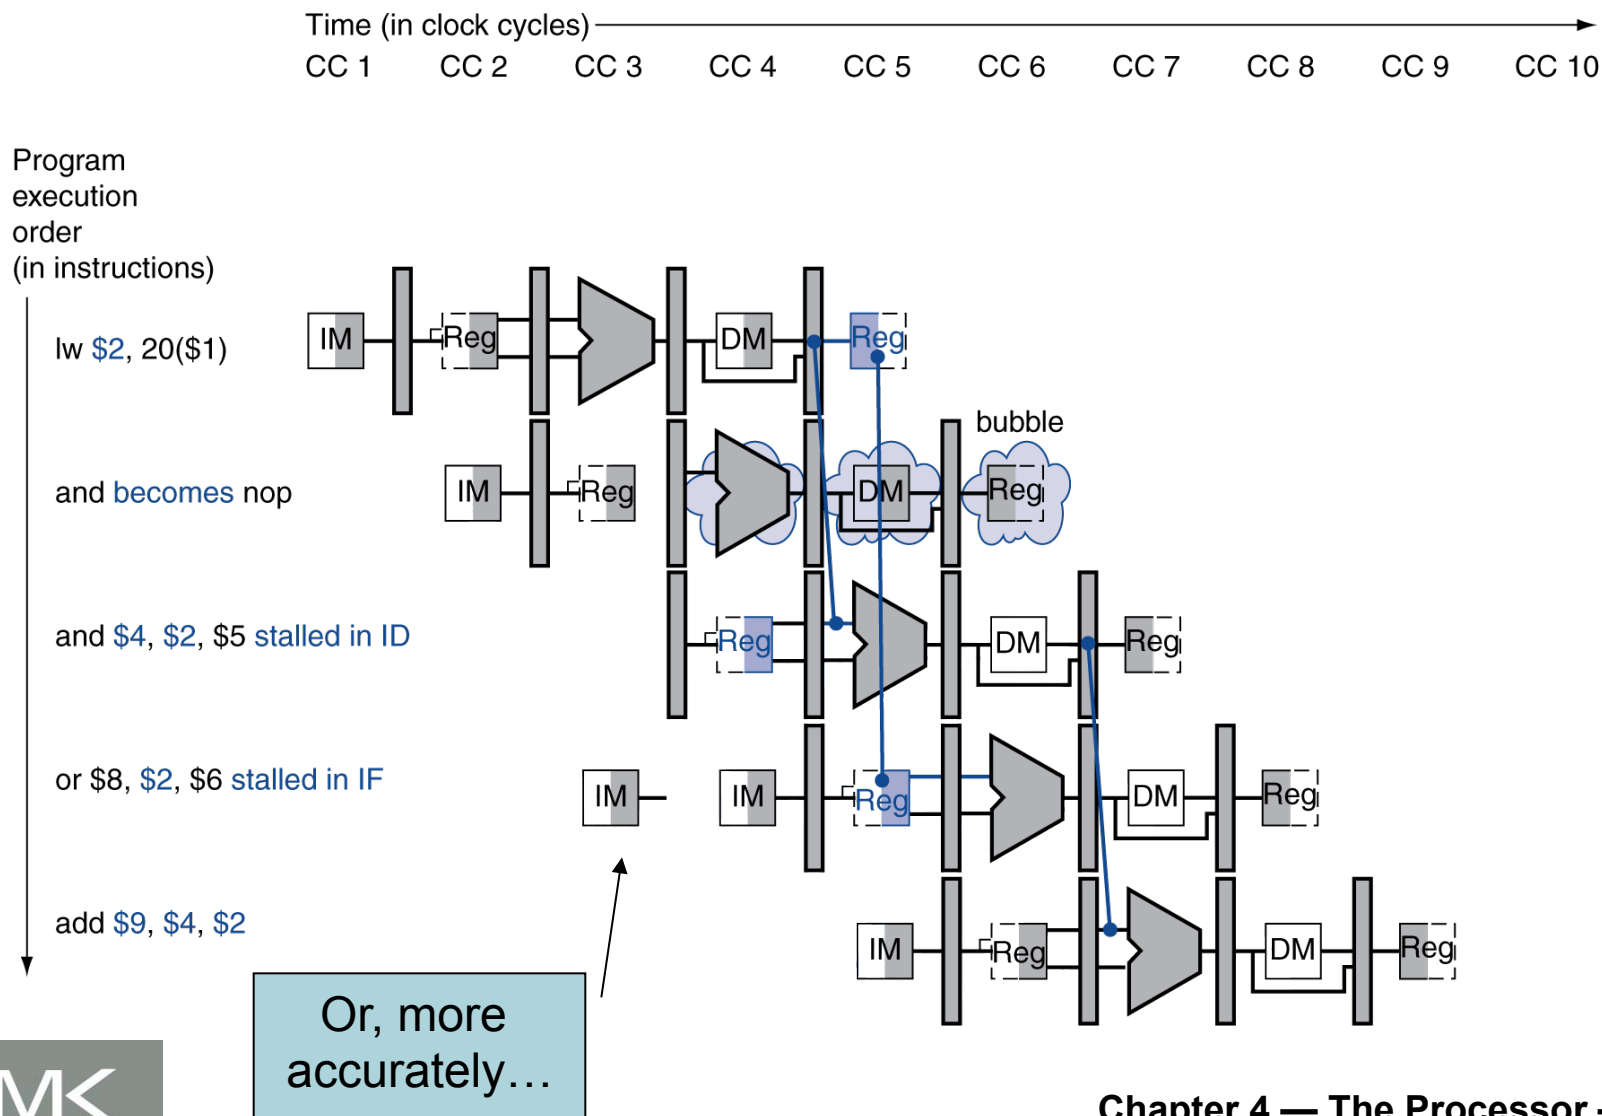 Time (in clock cycles)
CC 1 CC 2 CC 3 CC 4 CC 5 CC 6 CC 7 CC 8 CC 9 CC 10
Program
execution
order
(in instructions)
lw $2, 20($1)
IM Reg DM Reg
bubble
and becomes nop
IM Reg DM Reg
and $4, $2, $5 stalled in ID
Reg DM Reg
or $8, $2, $6 stalled in IF
IM IM Reg DM Reg
add $9, $4, $2
IM Reg DM Reg
Or, more
accurately…
MK
Chapter 4 — The Processor